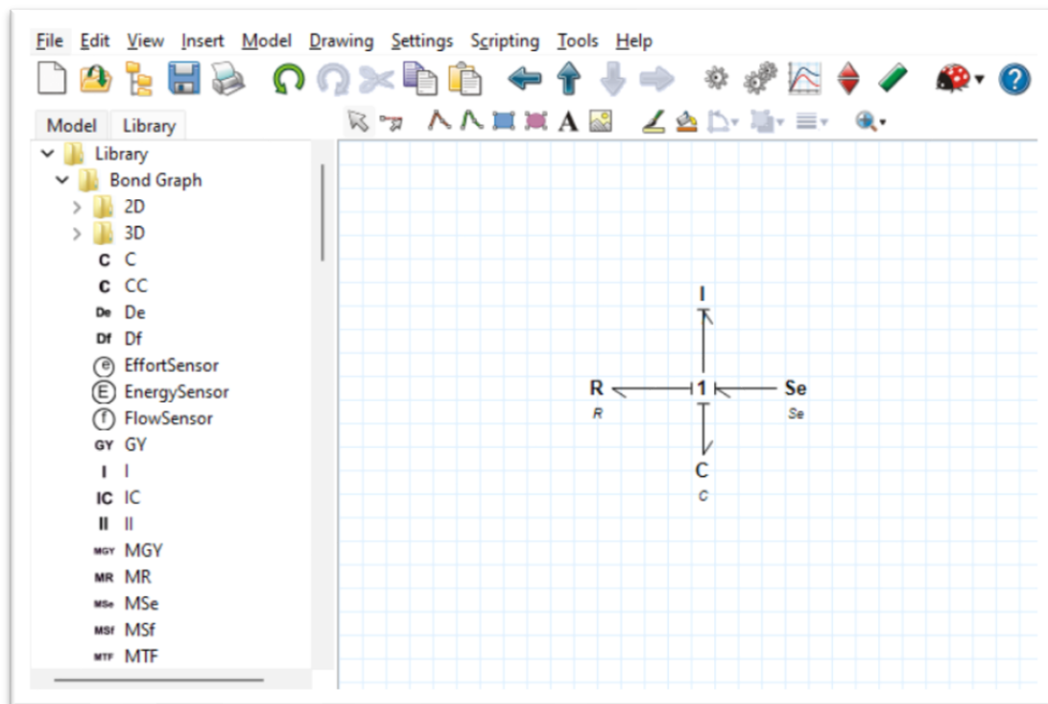 File Edit View Insert Model Drawing Settings Scripting Tools Help
Model Library
A
Library
Bond Graph
2D
3D
C C
C CC
De De
Df Df
e EffortSensor
E EnergySensor
f FlowSensor
GY GY
I I
IC IC
II II
MGY MGY
MR MR
MSe MSe
MSf MSf
MTF MTF
I
R 1 Se
R Se
C
C